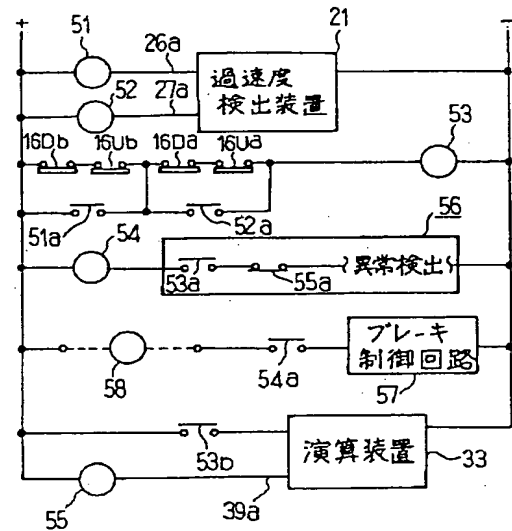 +
−
51
26a
21
過速度
検出装置
52
27a
53
16Db
16Ub
16Da
16Ua
51a
52a
54
56
53a
55a
異常検出
58
54a
ブレーキ
制御回路
57
53b
演算装置
33
55
39a